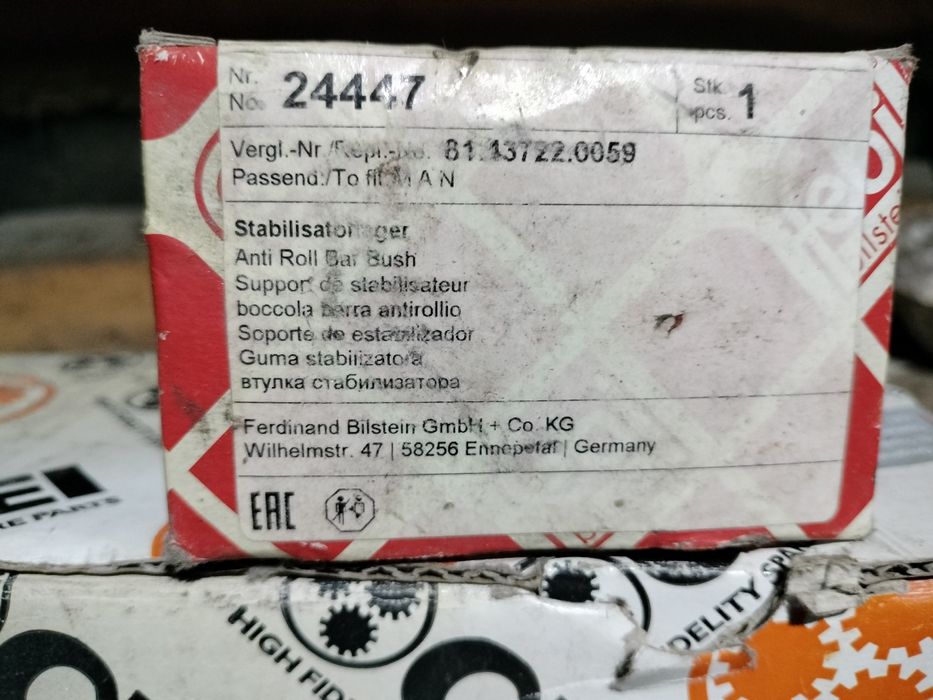 Nr.
No. 24447
Stk.
pcs. 1
Vergl.-Nr./Repl.-No. 81.43722.0059
Passend./To fit MAN
Stabilisatorlager
Anti Roll Bar Bush
Support de stabilisateur
boccola barra antirollio
Soporte de estabilizador
Guma stabilizatora
втулка стабилизатора
Ferdinand Bilstein GmbH + Co. KG
Wilhelmstr. 47 | 58256 Ennepetal | Germany
EAC
HIGH